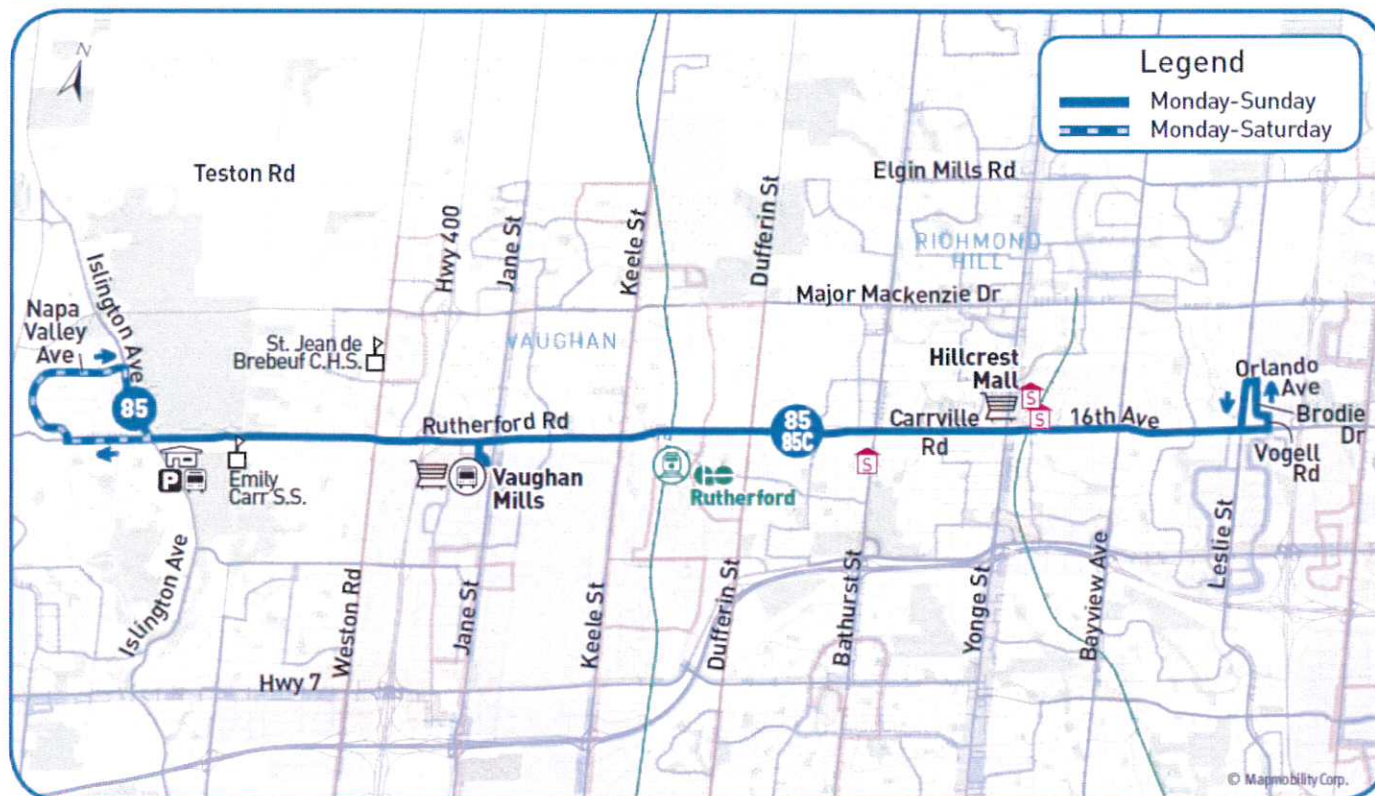 N
Legend
Monday-Sunday
Monday-Saturday
Teston Rd
Elgin Mills Rd
Hwy 400
Jane St
Keele St
Dufferin St
RICHMOND
HILL
Islington Ave
Major Mackenzie Dr
Napa
Valley
Ave
St. Jean de
Brebeuf C.H.S.
VAUGHAN
Hillcrest
Mall
Orlando
Ave
85
Rutherford Rd
85
85C
Carrville
Rd
16th Ave
Brodie
Dr
Vogell
Rd
S
S
S
P
Emily
Carr S.S.
Vaughan
Mills
GO
Rutherford
Islington Ave
Weston Rd
Jane St
Keele St
Dufferin St
Bathurst St
Yonge St
Bayview Ave
Leslie St
Hwy 7
© Mapmobility Corp.